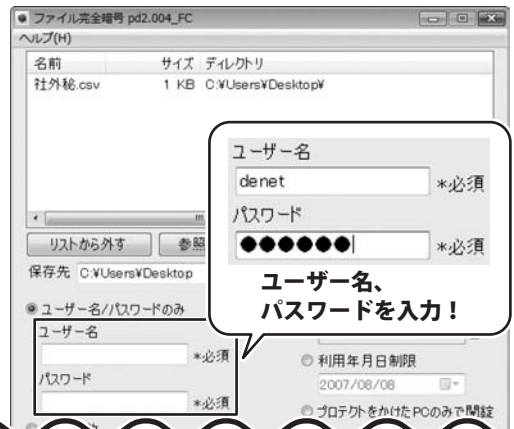 ファイル完全暗号 pd2.004_FC
ヘルプ(H)
名前 サイズ ディレクトリ
社外秘.csv 1 KB C:¥Users¥Desktop¥
ユーザー名
denet *必須
パスワード
●●●●●● *必須
ユーザー名、
パスワードを入力!
リストから外す 参照
保存先 C:¥Users¥Desktop
ユーザー名/パスワードのみ
ユーザー名
*必須
パスワード
*必須
利用年月日制限
2007/08/08
プロテクトをかけたPCのみで開錠